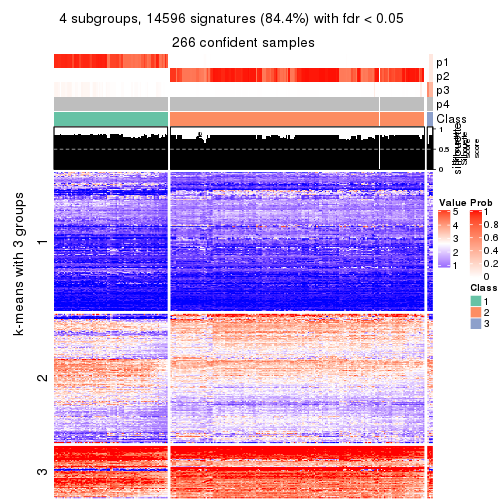 4 subgroups, 14596 signatures (84.4%) with fdr < 0.05
266 confident samples
p1
p2
p3
p4
Class
1
0.5
0
silhouette
score
k-means with 3 groups
1
2
3
Value
5
4
3
2
1
Prob
1
0.8
0.6
0.4
0.2
0
Class
1
2
3